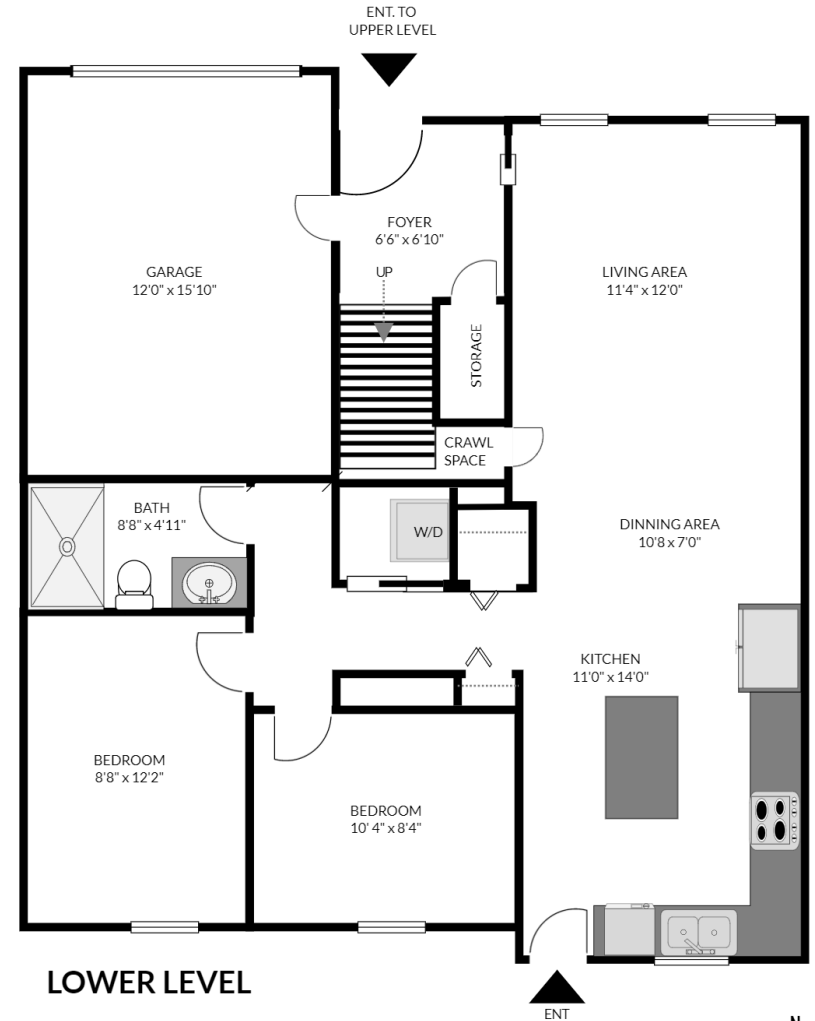 ENT. TO
UPPER LEVEL
FOYER
6'6" x 6'10"
GARAGE
12'0" x 15'10"
UP
LIVING AREA
11'4" x 12'0"
STORAGE
CRAWL
SPACE
BATH
8'8" x 4'11"
W/D
DINNING AREA
10'8 x 7'0"
KITCHEN
11'0" x 14'0"
BEDROOM
8'8" x 12'2"
BEDROOM
10' 4" x 8'4"
LOWER LEVEL
ENT
N